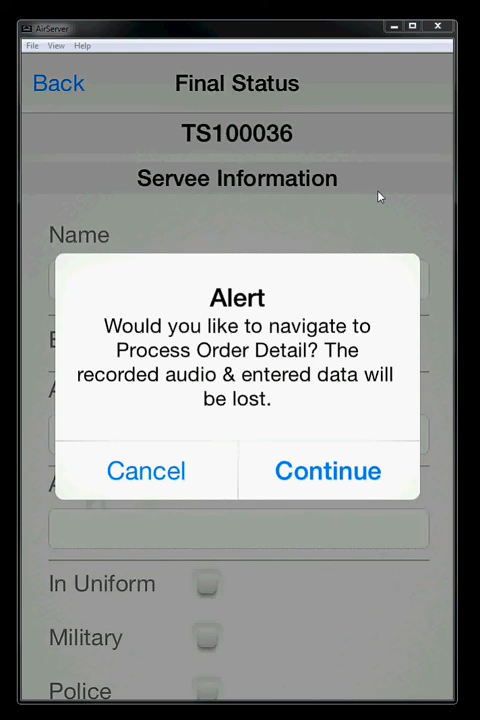 AirServer
File View Help
Back
Final Status
TS100036
Servee Information
Name
Alert
Would you like to navigate to
Process Order Detail? The
recorded audio & entered data will
be lost.
Cancel
Continue
In Uniform
Military
Police